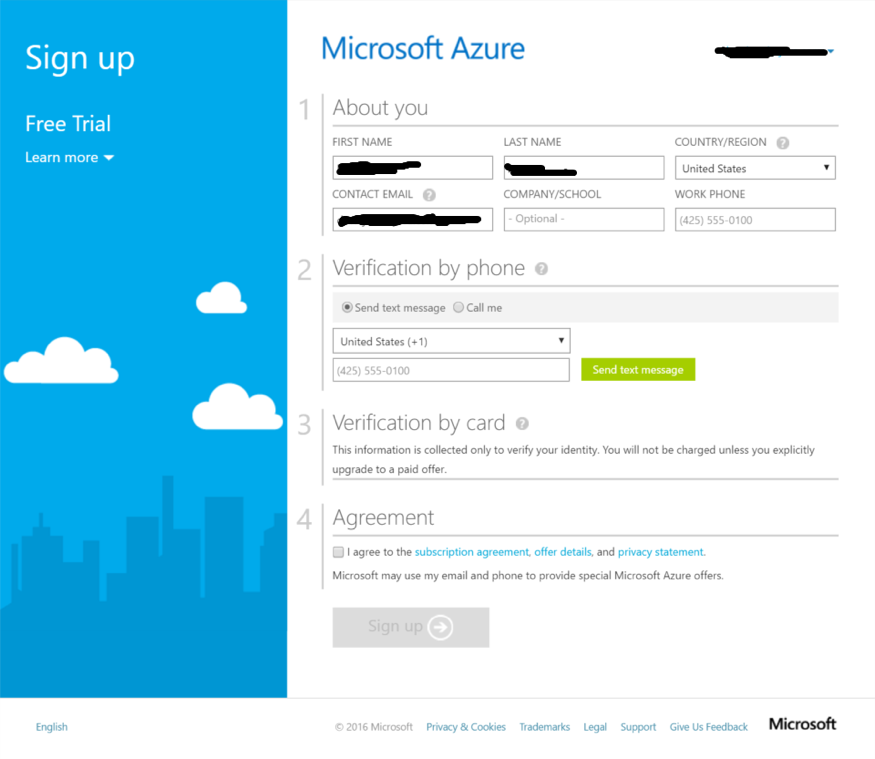 Sign up
Free Trial
Learn more
Microsoft Azure
1 About you
FIRST NAME LAST NAME COUNTRY/REGION ?
United States
CONTACT EMAIL ? COMPANY/SCHOOL WORK PHONE
- Optional - (425) 555-0100
2 Verification by phone ?
Send text message Call me
United States (+1)
(425) 555-0100 Send text message
3 Verification by card ?
This information is collected only to verify your identity. You will not be charged unless you explicitly
upgrade to a paid offer.
4 Agreement
I agree to the subscription agreement, offer details, and privacy statement.
Microsoft may use my email and phone to provide special Microsoft Azure offers.
Sign up
English © 2016 Microsoft Privacy & Cookies Trademarks Legal Support Give Us Feedback Microsoft